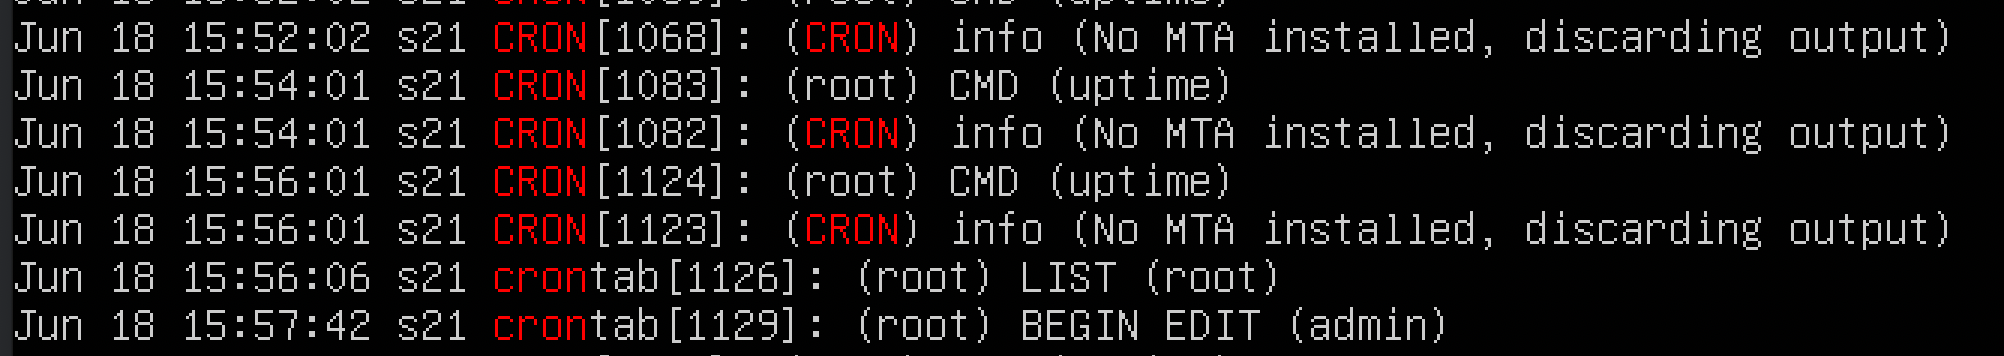 Jun 18 15:52:02 s21 CRON[1068]: (CRON) info (No MTA installed, discarding output)
Jun 18 15:54:01 s21 CRON[1083]: (root) CMD (uptime)
Jun 18 15:54:01 s21 CRON[1082]: (CRON) info (No MTA installed, discarding output)
Jun 18 15:56:01 s21 CRON[1124]: (root) CMD (uptime)
Jun 18 15:56:01 s21 CRON[1123]: (CRON) info (No MTA installed, discarding output)
Jun 18 15:56:06 s21 crontab[1126]: (root) LIST (root)
Jun 18 15:57:42 s21 crontab[1129]: (root) BEGIN EDIT (admin)